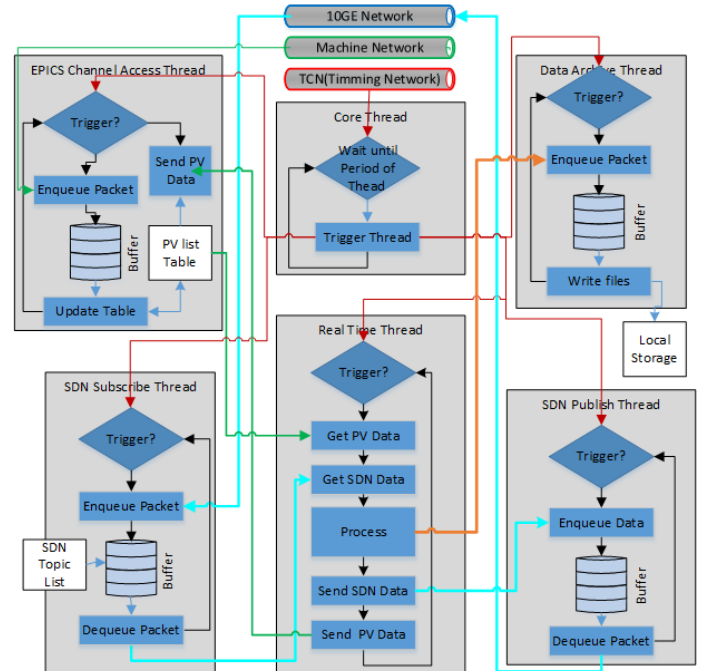 10GE Network
Machine Network
TCN(Timming Network)
EPICS Channel Access Thread
Trigger?
Send PV
Data
Enqueue Packet
Buffer
PV list
Table
Update Table
Core Thread
Wait until
Period of
Thead
Trigger Thread
Data Archive Thread
Trigger?
Enqueue Packet
Buffer
Write files
Local
Storage
SDN Subscribe Thread
Trigger?
Enqueue Packet
SDN
Topic
List
Buffer
Dequeue Packet
Real Time Thread
Trigger?
Get PV Data
Get SDN Data
Process
Send SDN Data
Send PV Data
SDN Publish Thread
Trigger?
Enqueue Data
Buffer
Dequeue Packet